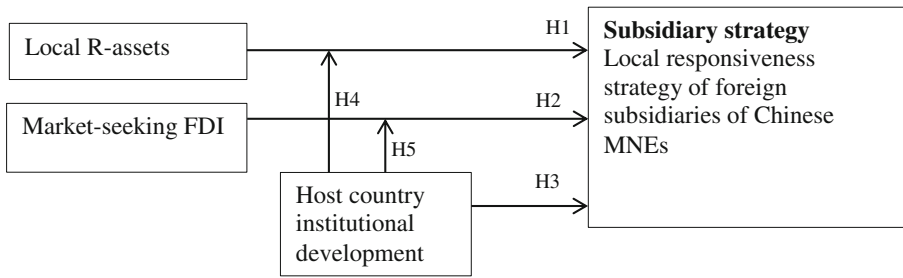 Local R-assets
H1
Subsidiary strategy
Local responsiveness
strategy of foreign
subsidiaries of Chinese
MNEs
H4
Market-seeking FDI
H2
H5
Host country
institutional
development
H3